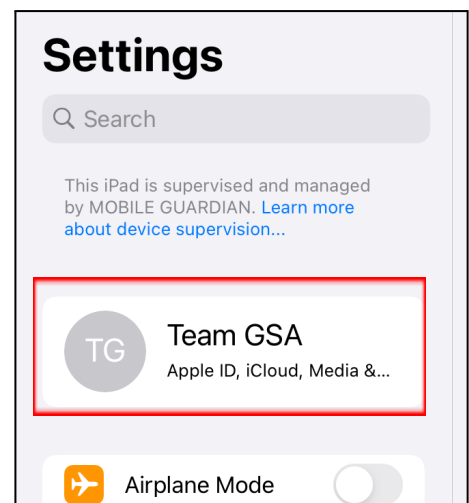 Settings
Search
This iPad is supervised and managed
by MOBILE GUARDIAN. Learn more
about device supervision...
TG
Team GSA
Apple ID, iCloud, Media &...
Airplane Mode